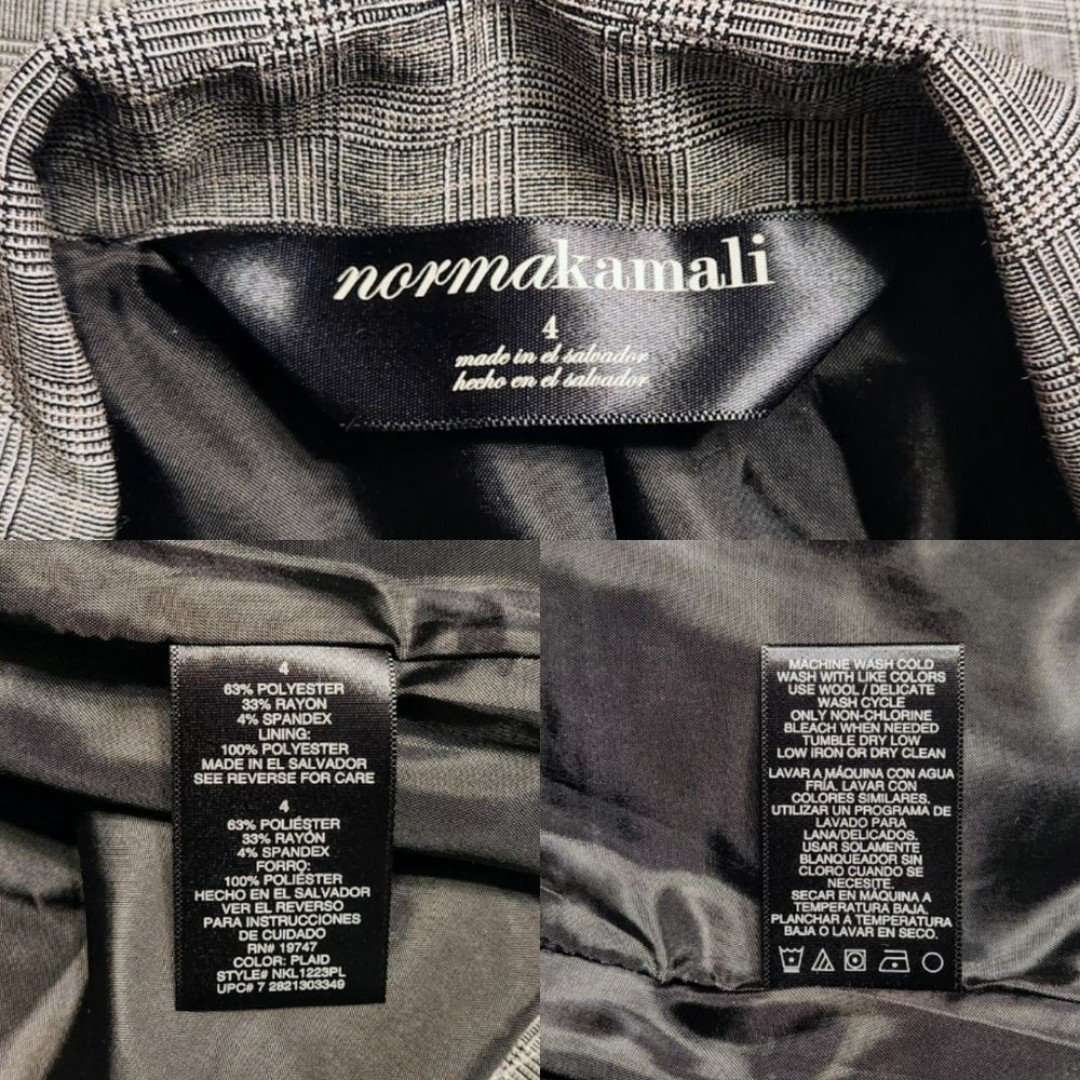 normakamali
4
made in el salvador
hecho en el salvador
4
63% POLYESTER
33% RAYON
4% SPANDEX
LINING:
100% POLYESTER
MADE IN EL SALVADOR
SEE REVERSE FOR CARE
4
63% POLIÉSTER
33% RAYÓN
4% SPANDEX
FORRO:
100% POLIÉSTER
HECHO EN EL SALVADOR
VER EL REVERSO
PARA INSTRUCCIONES
DE CUIDADO
RN# 19747
COLOR: PLAID
STYLE# NKL1223PL
UPC# 7 2821303349
MACHINE WASH COLD
WASH WITH LIKE COLORS
USE WOOL / DELICATE
WASH CYCLE
ONLY NON-CHLORINE
BLEACH WHEN NEEDED
TUMBLE DRY LOW
LOW IRON OR DRY CLEAN
LAVAR A MÁQUINA CON AGUA
FRÍA. LAVAR CON
COLORES SIMILARES.
UTILIZAR UN PROGRAMA DE
LAVADO PARA
LANA/DELICADOS.
USAR SOLAMENTE
BLANQUEADOR SIN
CLORO CUANDO SE
NECESITE.
SECAR EN MÁQUINA A
TEMPERATURA BAJA.
PLANCHAR A TEMPERATURA
BAJA O LAVAR EN SECO.